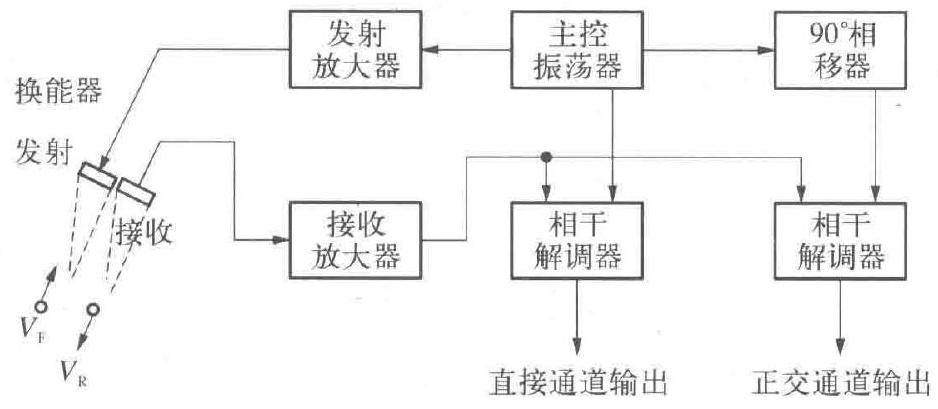 发射
放大器
主控
振荡器
90°相
移器
换能器
发射
接收
接收
放大器
相干
解调器
相干
解调器
V_F
V_R
直接通道输出
正交通道输出